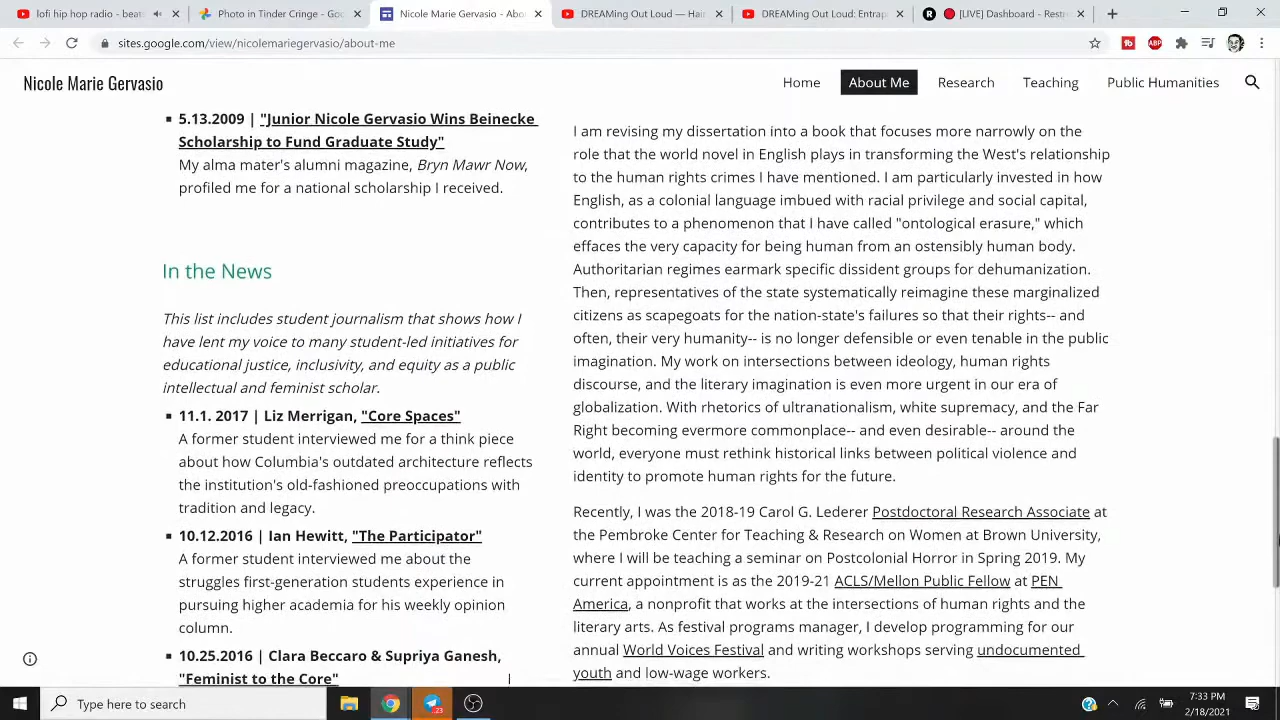 lofi hip hop radio - beats
Photo in Tinder - Go
Nicole Marie Gervasio - Abo
DREAMing Out Loud — Hair
DREAMing Out Loud: Entrap
[LIVE] Dashboard - Rest
sites.google.com/view/nicolemariegervasio/about-me
Nicole Marie Gervasio
Home
About Me
Research
Teaching
Public Humanities
5.13.2009 | "Junior Nicole Gervasio Wins Beinecke
Scholarship to Fund Graduate Study"
My alma mater's alumni magazine, Bryn Mawr Now,
profiled me for a national scholarship I received.
In the News
This list includes student journalism that shows how I
have lent my voice to many student-led initiatives for
educational justice, inclusivity, and equity as a public
intellectual and feminist scholar.
11.1. 2017 | Liz Merrigan, "Core Spaces"
A former student interviewed me for a think piece
about how Columbia's outdated architecture reflects
the institution's old-fashioned preoccupations with
tradition and legacy.
10.12.2016 | Ian Hewitt, "The Participator"
A former student interviewed me about the
struggles first-generation students experience in
pursuing higher academia for his weekly opinion
column.
10.25.2016 | Clara Beccaro & Supriya Ganesh,
"Feminist to the Core"
I am revising my dissertation into a book that focuses more narrowly on the
role that the world novel in English plays in transforming the West's relationship
to the human rights crimes I have mentioned. I am particularly invested in how
English, as a colonial language imbued with racial privilege and social capital,
contributes to a phenomenon that I have called "ontological erasure," which
effaces the very capacity for being human from an ostensibly human body.
Authoritarian regimes earmark specific dissident groups for dehumanization.
Then, representatives of the state systematically reimagine these marginalized
citizens as scapegoats for the nation-state's failures so that their rights-- and
often, their very humanity-- is no longer defensible or even tenable in the public
imagination. My work on intersections between ideology, human rights
discourse, and the literary imagination is even more urgent in our era of
globalization. With rhetorics of ultranationalism, white supremacy, and the Far
Right becoming evermore commonplace-- and even desirable-- around the
world, everyone must rethink historical links between political violence and
identity to promote human rights for the future.
Recently, I was the 2018-19 Carol G. Lederer Postdoctoral Research Associate at
the Pembroke Center for Teaching & Research on Women at Brown University,
where I will be teaching a seminar on Postcolonial Horror in Spring 2019. My
current appointment is as the 2019-21 ACLS/Mellon Public Fellow at PEN
America, a nonprofit that works at the intersections of human rights and the
literary arts. As festival programs manager, I develop programming for our
annual World Voices Festival and writing workshops serving undocumented
youth and low-wage workers.
Type here to search
23
7:33 PM
2/18/2021